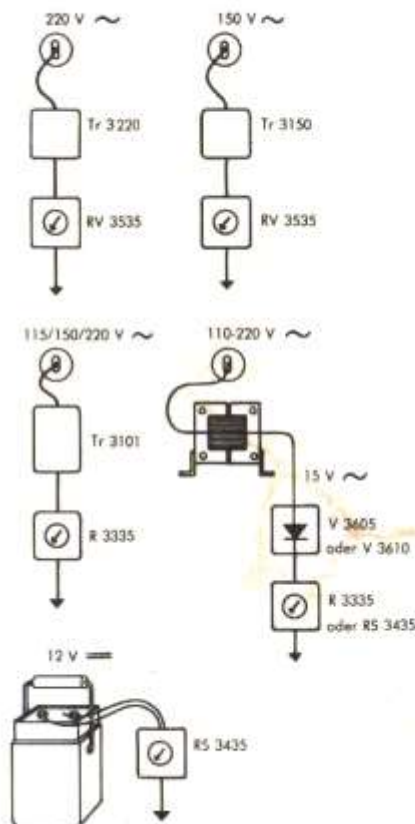 220 V ~
150 V ~
Tr 3220
Tr 3150
RV 3535
RV 3535
115/150/220 V ~
110-220 V ~
Tr 3101
15 V ~
R 3335
V 3605
oder V 3610
R 3335
oder RS 3435
12 V
RS 3435